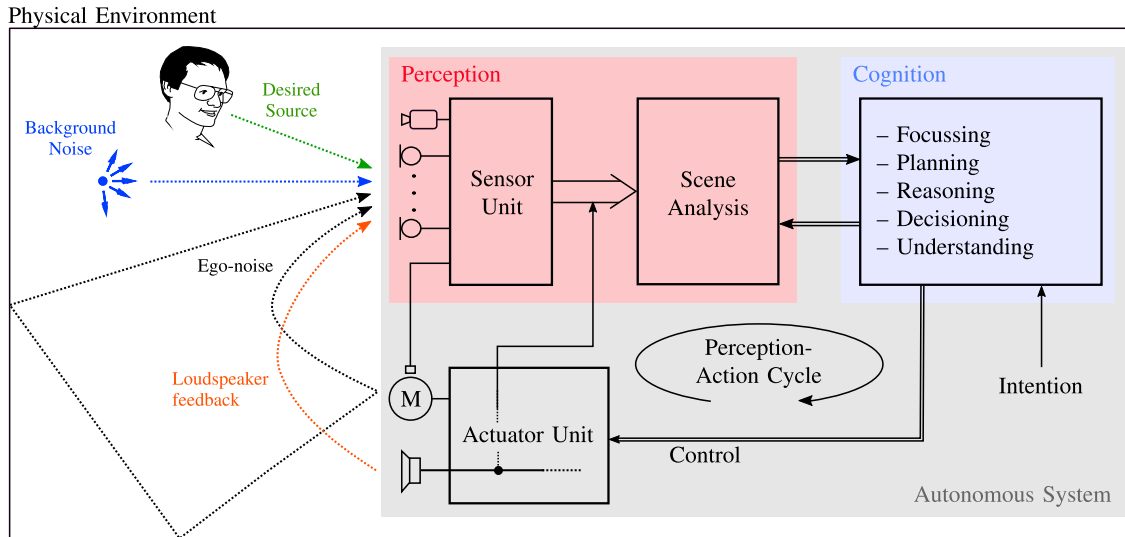 Physical Environment
Desired
Source
Background
Noise
Ego-noise
Loudspeaker
feedback
Perception
Sensor
Unit
Scene
Analysis
Cognition
– Focussing
– Planning
– Reasoning
– Decisioning
– Understanding
Perception-
Action Cycle
Intention
M
Actuator Unit
Control
Autonomous System